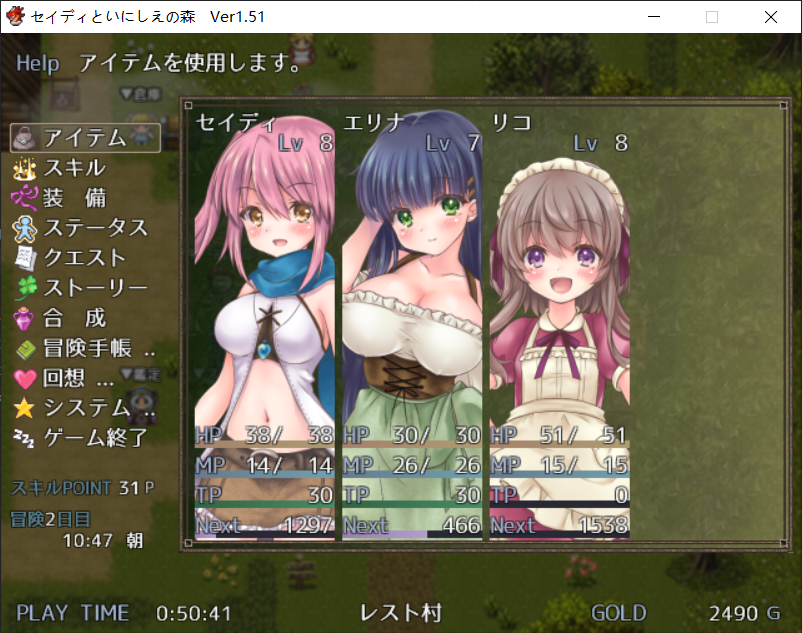 セイディといにしえの森　Ver1.51
Help　アイテムを使用します。
▼倉庫
アイテム
スキル
装　備
ステータス
クエスト
ストーリー
合　成
冒険手帳 ..
回想 ...
システム ..
ゲーム終了
▼鑑定
スキルPOINT 31 P
冒険2日目
10:47 朝
セイディ
Lv 8
HP 38/ 38
MP 14/ 14
TP 30
Next 1297
エリナ
Lv 7
HP 30/ 30
MP 26/ 26
TP 30
Next 466
リコ
Lv 8
HP 51/ 51
MP 15/ 15
TP 0
Next 1538
PLAY TIME 0:50:41
レスト村
GOLD 2490 G